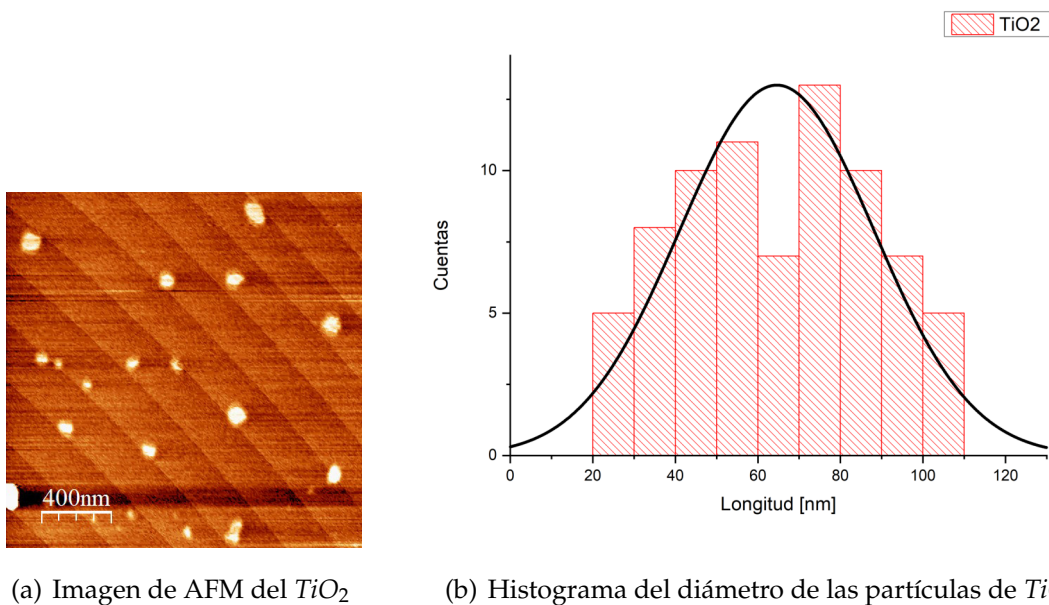 TiO2
10
5
0
Cuentas
0 20 40 60 80 100 120
Longitud [nm]
400nm
(a) Imagen de AFM del TiO2
(b) Histograma del diámetro de las partículas de Ti